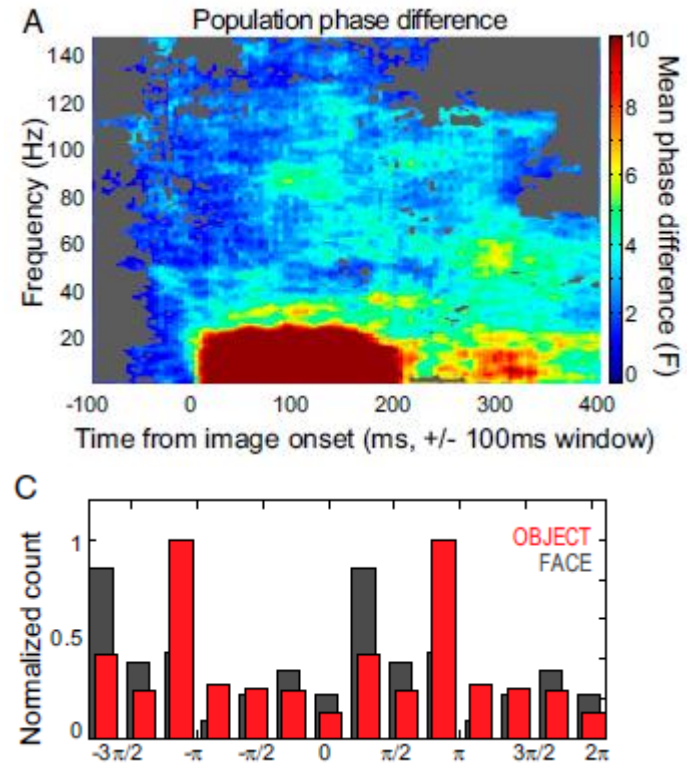 A
Population phase difference
140
120
100
80
60
40
20
Frequency (Hz)
-100 0 100 200 300 400
Time from image onset (ms, +/- 100ms window)
10
8
6
4
2
0
Mean phase difference (F)
C
OBJECT
FACE
1
0.5
0
Normalized count
-3π/2 -π -π/2 0 π/2 π 3π/2 2π